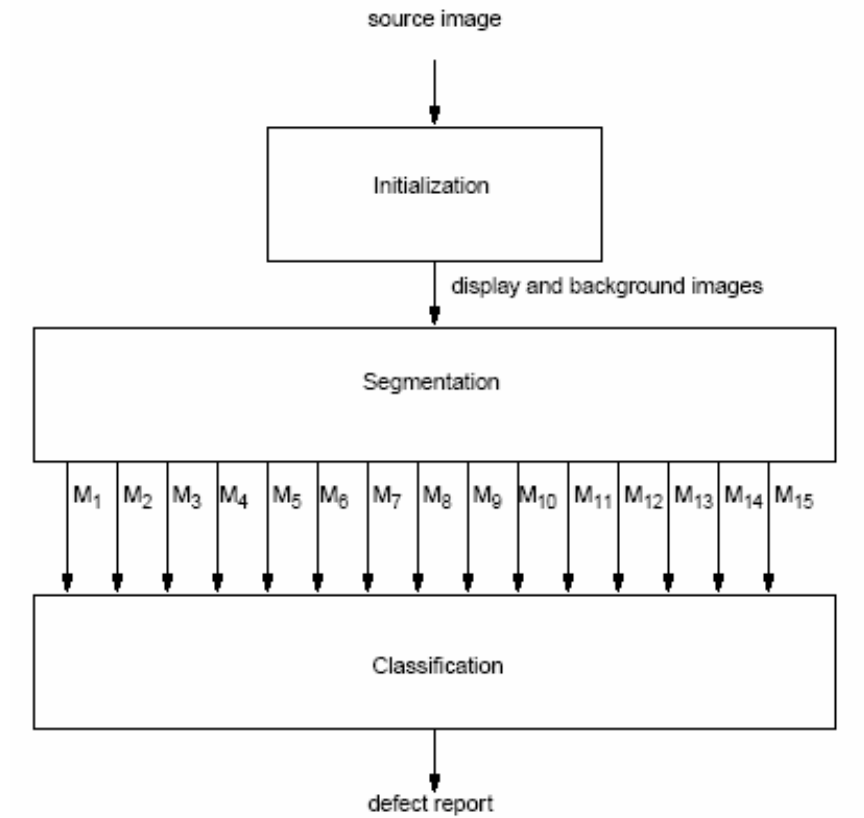 source image
Initialization
display and background images
Segmentation
M1 M2 M3 M4 M5 M6 M7 M8 M9 M10 M11 M12 M13 M14 M15
Classification
defect report